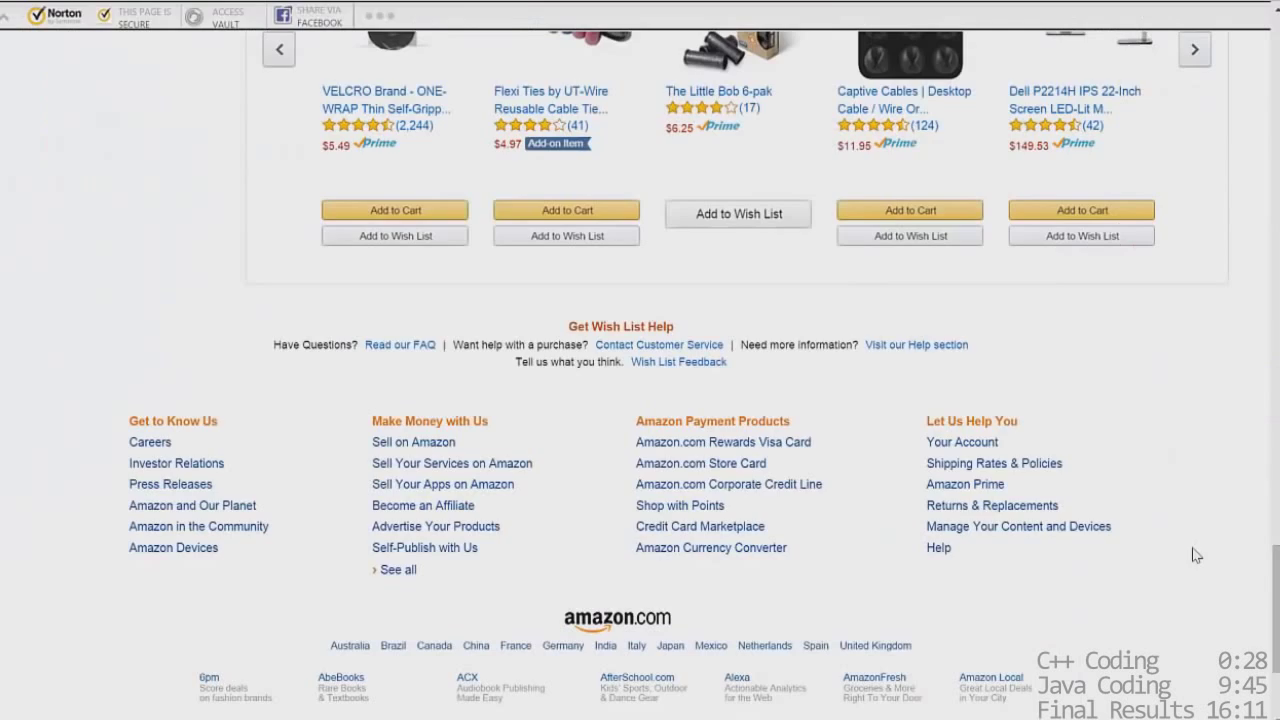 Norton
by Symantec
THIS PAGE IS
SECURE
ACCESS
VAULT
SHARE VIA
FACEBOOK
VELCRO Brand - ONE-
WRAP Thin Self-Gripp...
(2,244)
$5.49 Prime
Flexi Ties by UT-Wire
Reusable Cable Tie...
(41)
$4.97 Add-on Item
The Little Bob 6-pak
(17)
$6.25 Prime
Captive Cables | Desktop
Cable / Wire Or...
(124)
$11.95 Prime
Dell P2214H IPS 22-Inch
Screen LED-Lit M...
(42)
$149.53 Prime
Add to Cart
Add to Cart
Add to Wish List
Add to Cart
Add to Cart
Add to Wish List
Add to Wish List
Add to Wish List
Add to Wish List
Get Wish List Help
Have Questions? Read our FAQ | Want help with a purchase? Contact Customer Service | Need more information? Visit our Help section
Tell us what you think. Wish List Feedback
Get to Know Us
Careers
Investor Relations
Press Releases
Amazon and Our Planet
Amazon in the Community
Amazon Devices
Make Money with Us
Sell on Amazon
Sell Your Services on Amazon
Sell Your Apps on Amazon
Become an Affiliate
Advertise Your Products
Self-Publish with Us
› See all
Amazon Payment Products
Amazon.com Rewards Visa Card
Amazon.com Store Card
Amazon.com Corporate Credit Line
Shop with Points
Credit Card Marketplace
Amazon Currency Converter
Let Us Help You
Your Account
Shipping Rates & Policies
Amazon Prime
Returns & Replacements
Manage Your Content and Devices
Help
amazon.com
Australia Brazil Canada China France Germany India Italy Japan Mexico Netherlands Spain United Kingdom
6pm
Score deals
on fashion brands
AbeBooks
Rare Books
& Textbooks
ACX
Audiobook Publishing
Made Easy
AfterSchool.com
Kids' Sports, Outdoor
& Dance Gear
Alexa
Actionable Analytics
for the Web
AmazonFresh
Groceries & More
Right To Your Door
Amazon Local
Great Local Deals
in Your City
C++ Coding 0:28
Java Coding 9:45
Final Results 16:11